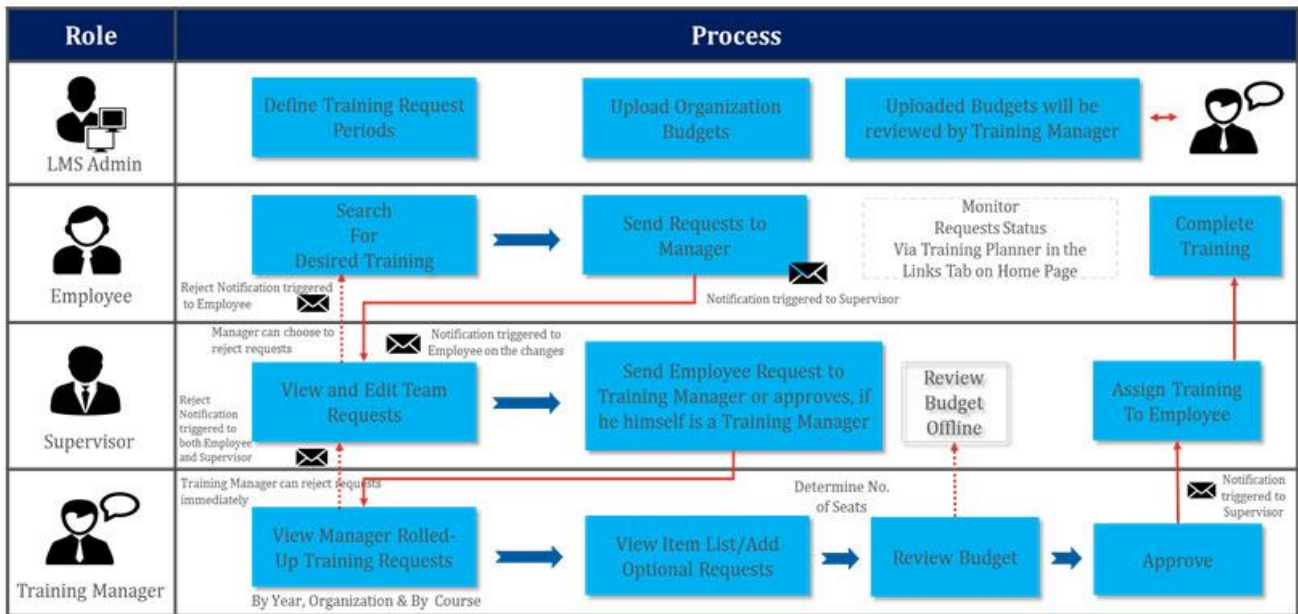 Role
Process
LMS Admin
Define Training Request
Periods
Upload Organization
Budgets
Uploaded Budgets will be
reviewed by Training Manager
Employee
Search
For
Desired Training
Send Requests to
Manager
Monitor
Requests Status
Via Training Planner in the
Links Tab on Home Page
Complete
Training
Reject Notification triggered
to Employee
Notification triggered to Supervisor
Supervisor
Manager can choose to
reject requests
Notification triggered to
Employee on the changes
View and Edit Team
Requests
Send Employee Request to
Training Manager or approves, if
he himself is a Training Manager
Review
Budget
Offline
Assign Training
To Employee
Reject
Notification
triggered to
both Employee
and Supervisor
Training Manager
Training Manager can reject requests
immediately
View Manager Rolled-
Up Training Requests
By Year, Organization & By Course
View Item List/Add
Optional Requests
Determine No.
of Seats
Review Budget
Approve
Notification
triggered to
Supervisor